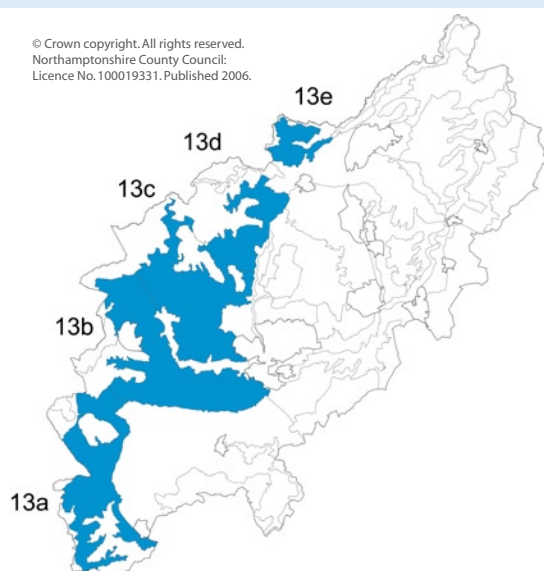 © Crown copyright. All rights reserved.
Northamptonshire County Council:
Licence No. 100019331. Published 2006.
13e
13d
13c
13b
13a